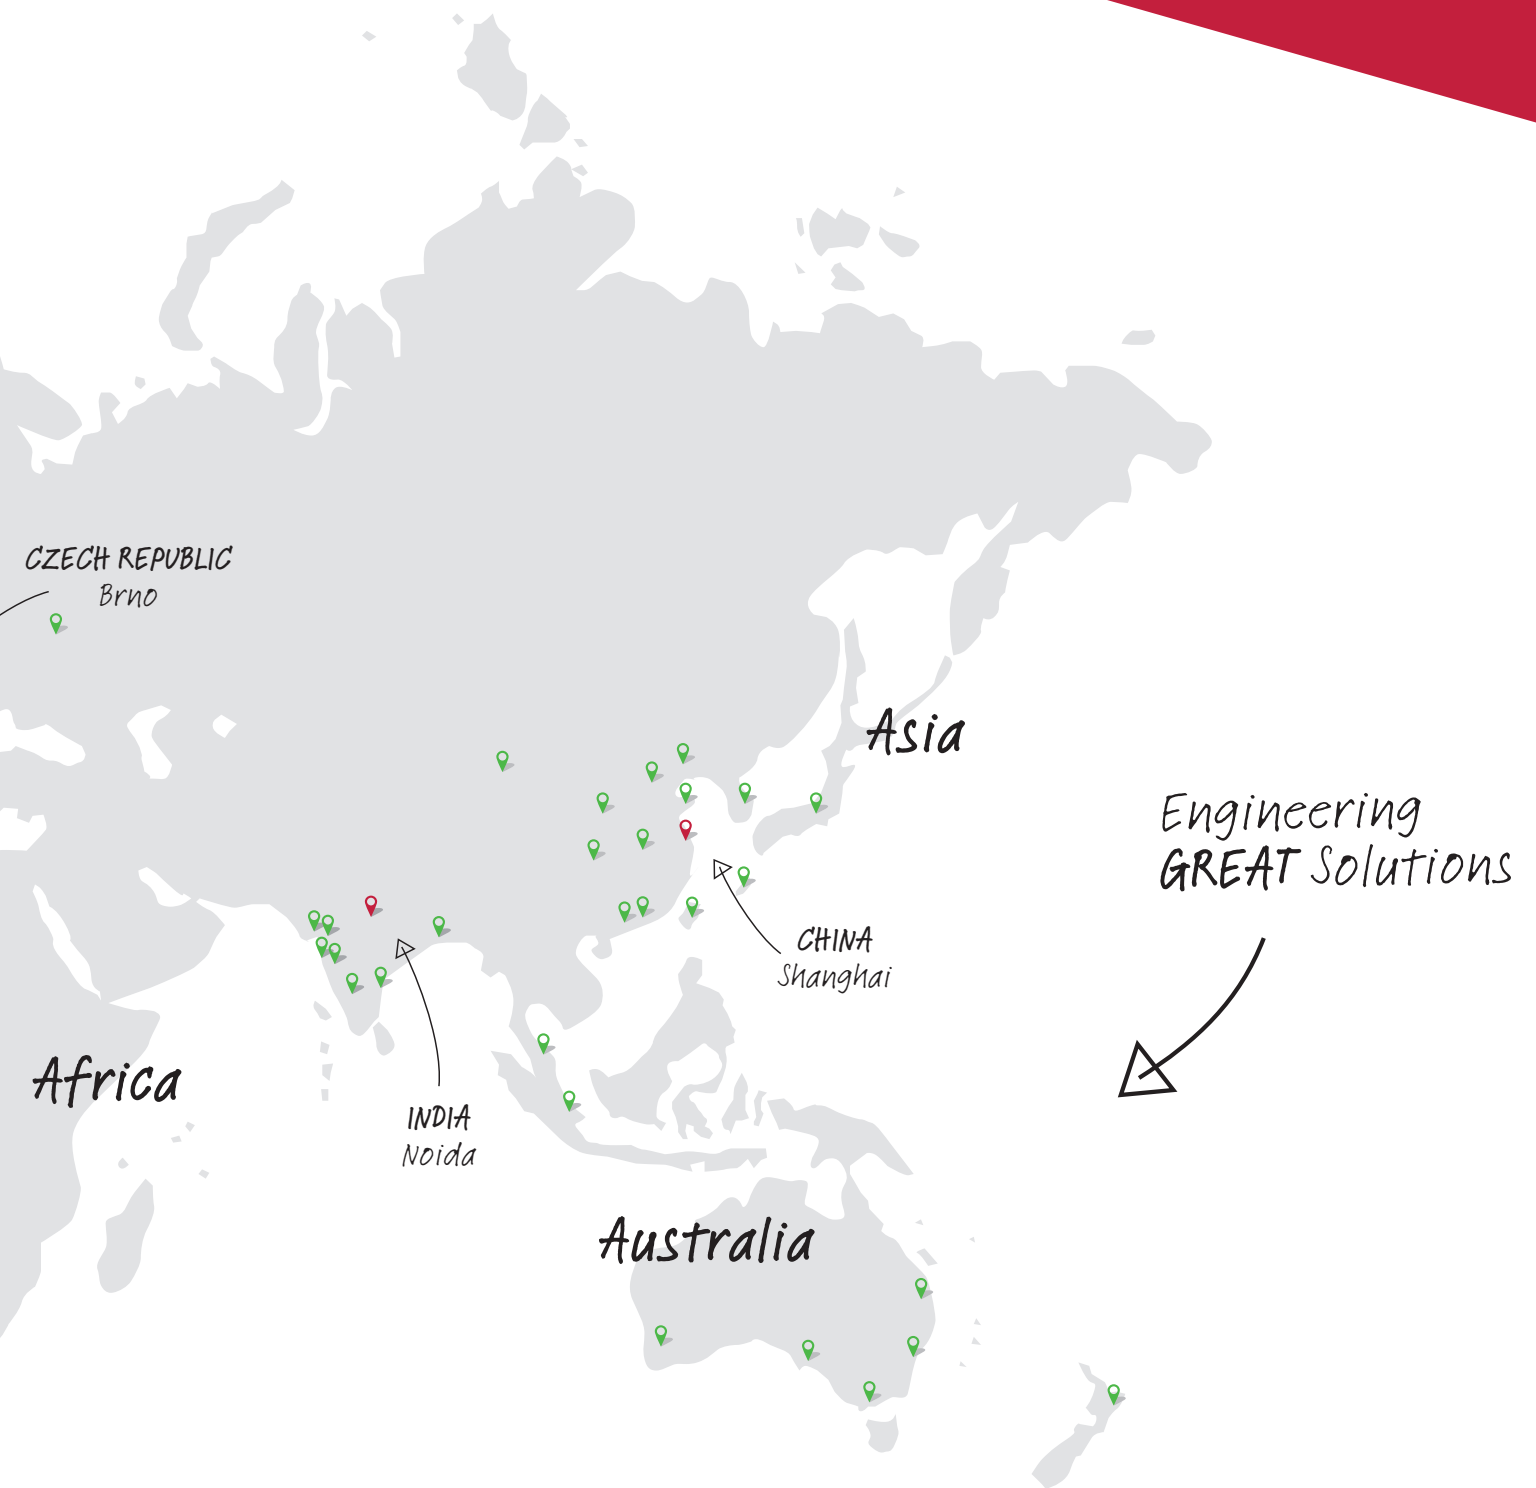 CZECH REPUBLIC
Brno
Asia
Engineering
GREAT Solutions
CHINA
Shanghai
Africa
INDIA
Noida
Australia